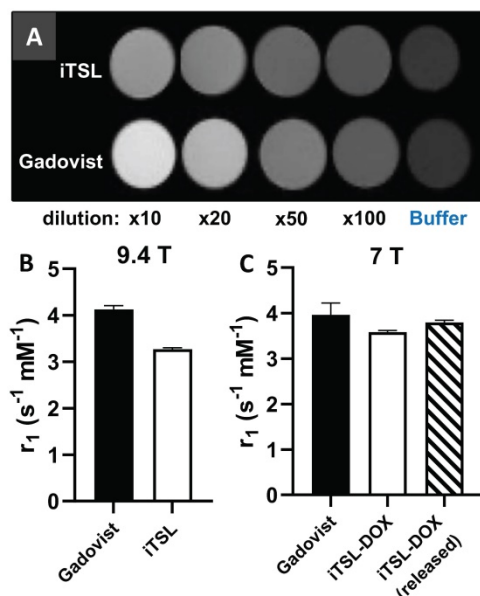 A
iTSL
Gadovist
dilution: x10 x20 x50 x100 Buffer
B 9.4 T
r₁ (s⁻¹ mM⁻¹)
5
4
3
2
1
0
Gadovist
iTSL
C 7 T
r₁ (s⁻¹ mM⁻¹)
5
4
3
2
1
0
Gadovist
iTSL-DOX
iTSL-DOX
(released)